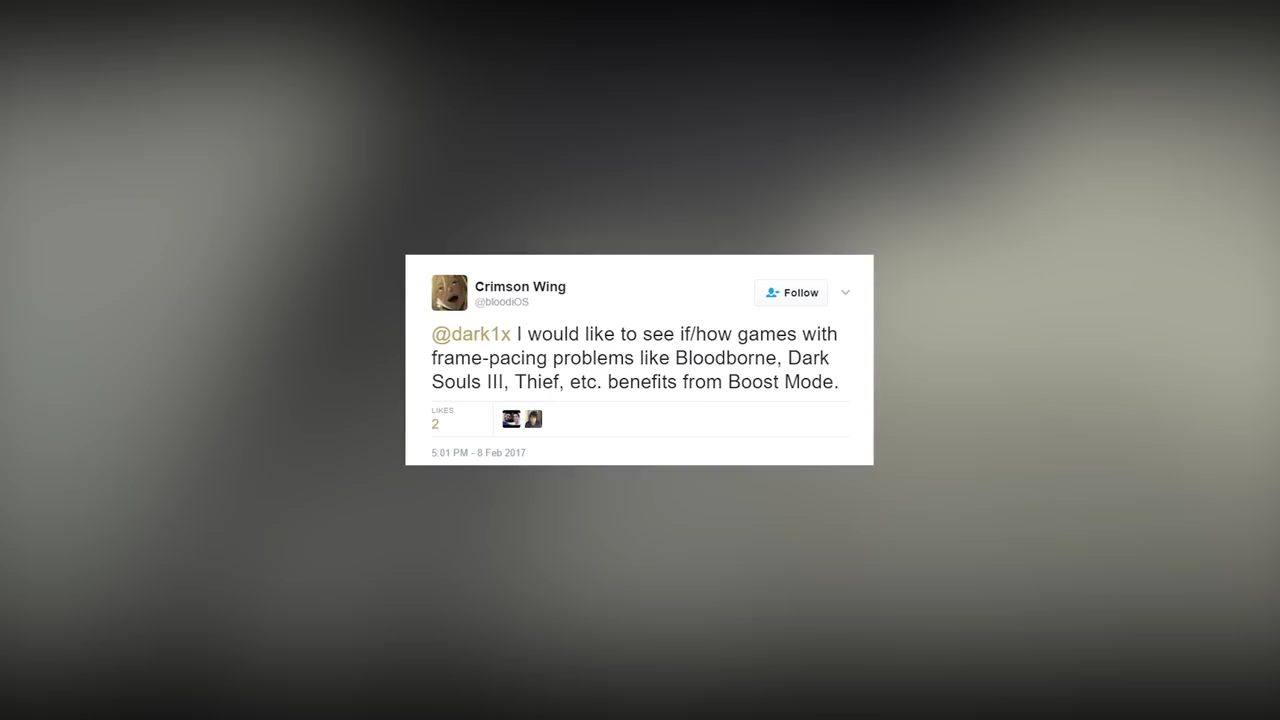 Crimson Wing
@bloodiOS
Follow
@dark1x I would like to see if/how games with
frame-pacing problems like Bloodborne, Dark
Souls III, Thief, etc. benefits from Boost Mode.
LIKES
2
5:01 PM - 8 Feb 2017